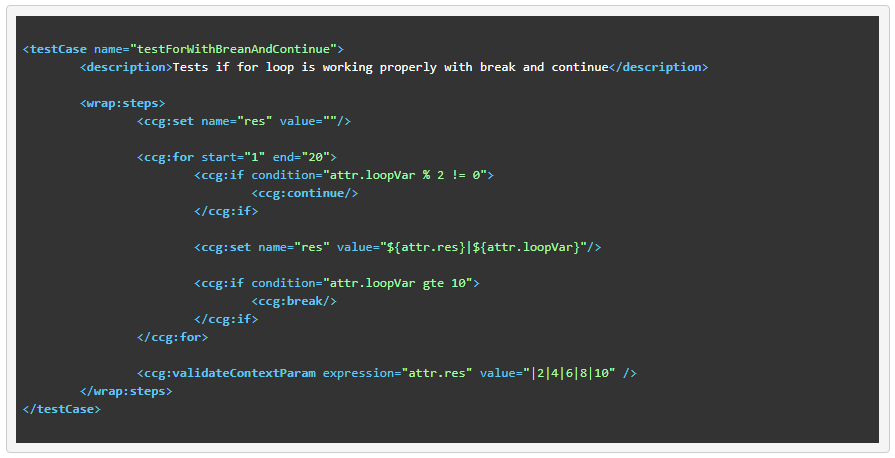 <testCase name="testForWithBreanAndContinue">
<description>Tests if for loop is working properly with break and continue</description>
<wrap:steps>
<ccg:set name="res" value=""/>
<ccg:for start="1" end="20">
<ccg:if condition="attr.loopVar % 2 != 0">
<ccg:continue/>
</ccg:if>
<ccg:set name="res" value="${attr.res}|${attr.loopVar}"/>
<ccg:if condition="attr.loopVar gte 10">
<ccg:break/>
</ccg:if>
</ccg:for>
<ccg:validateContextParam expression="attr.res" value="|2|4|6|8|10" />
</wrap:steps>
</testCase>